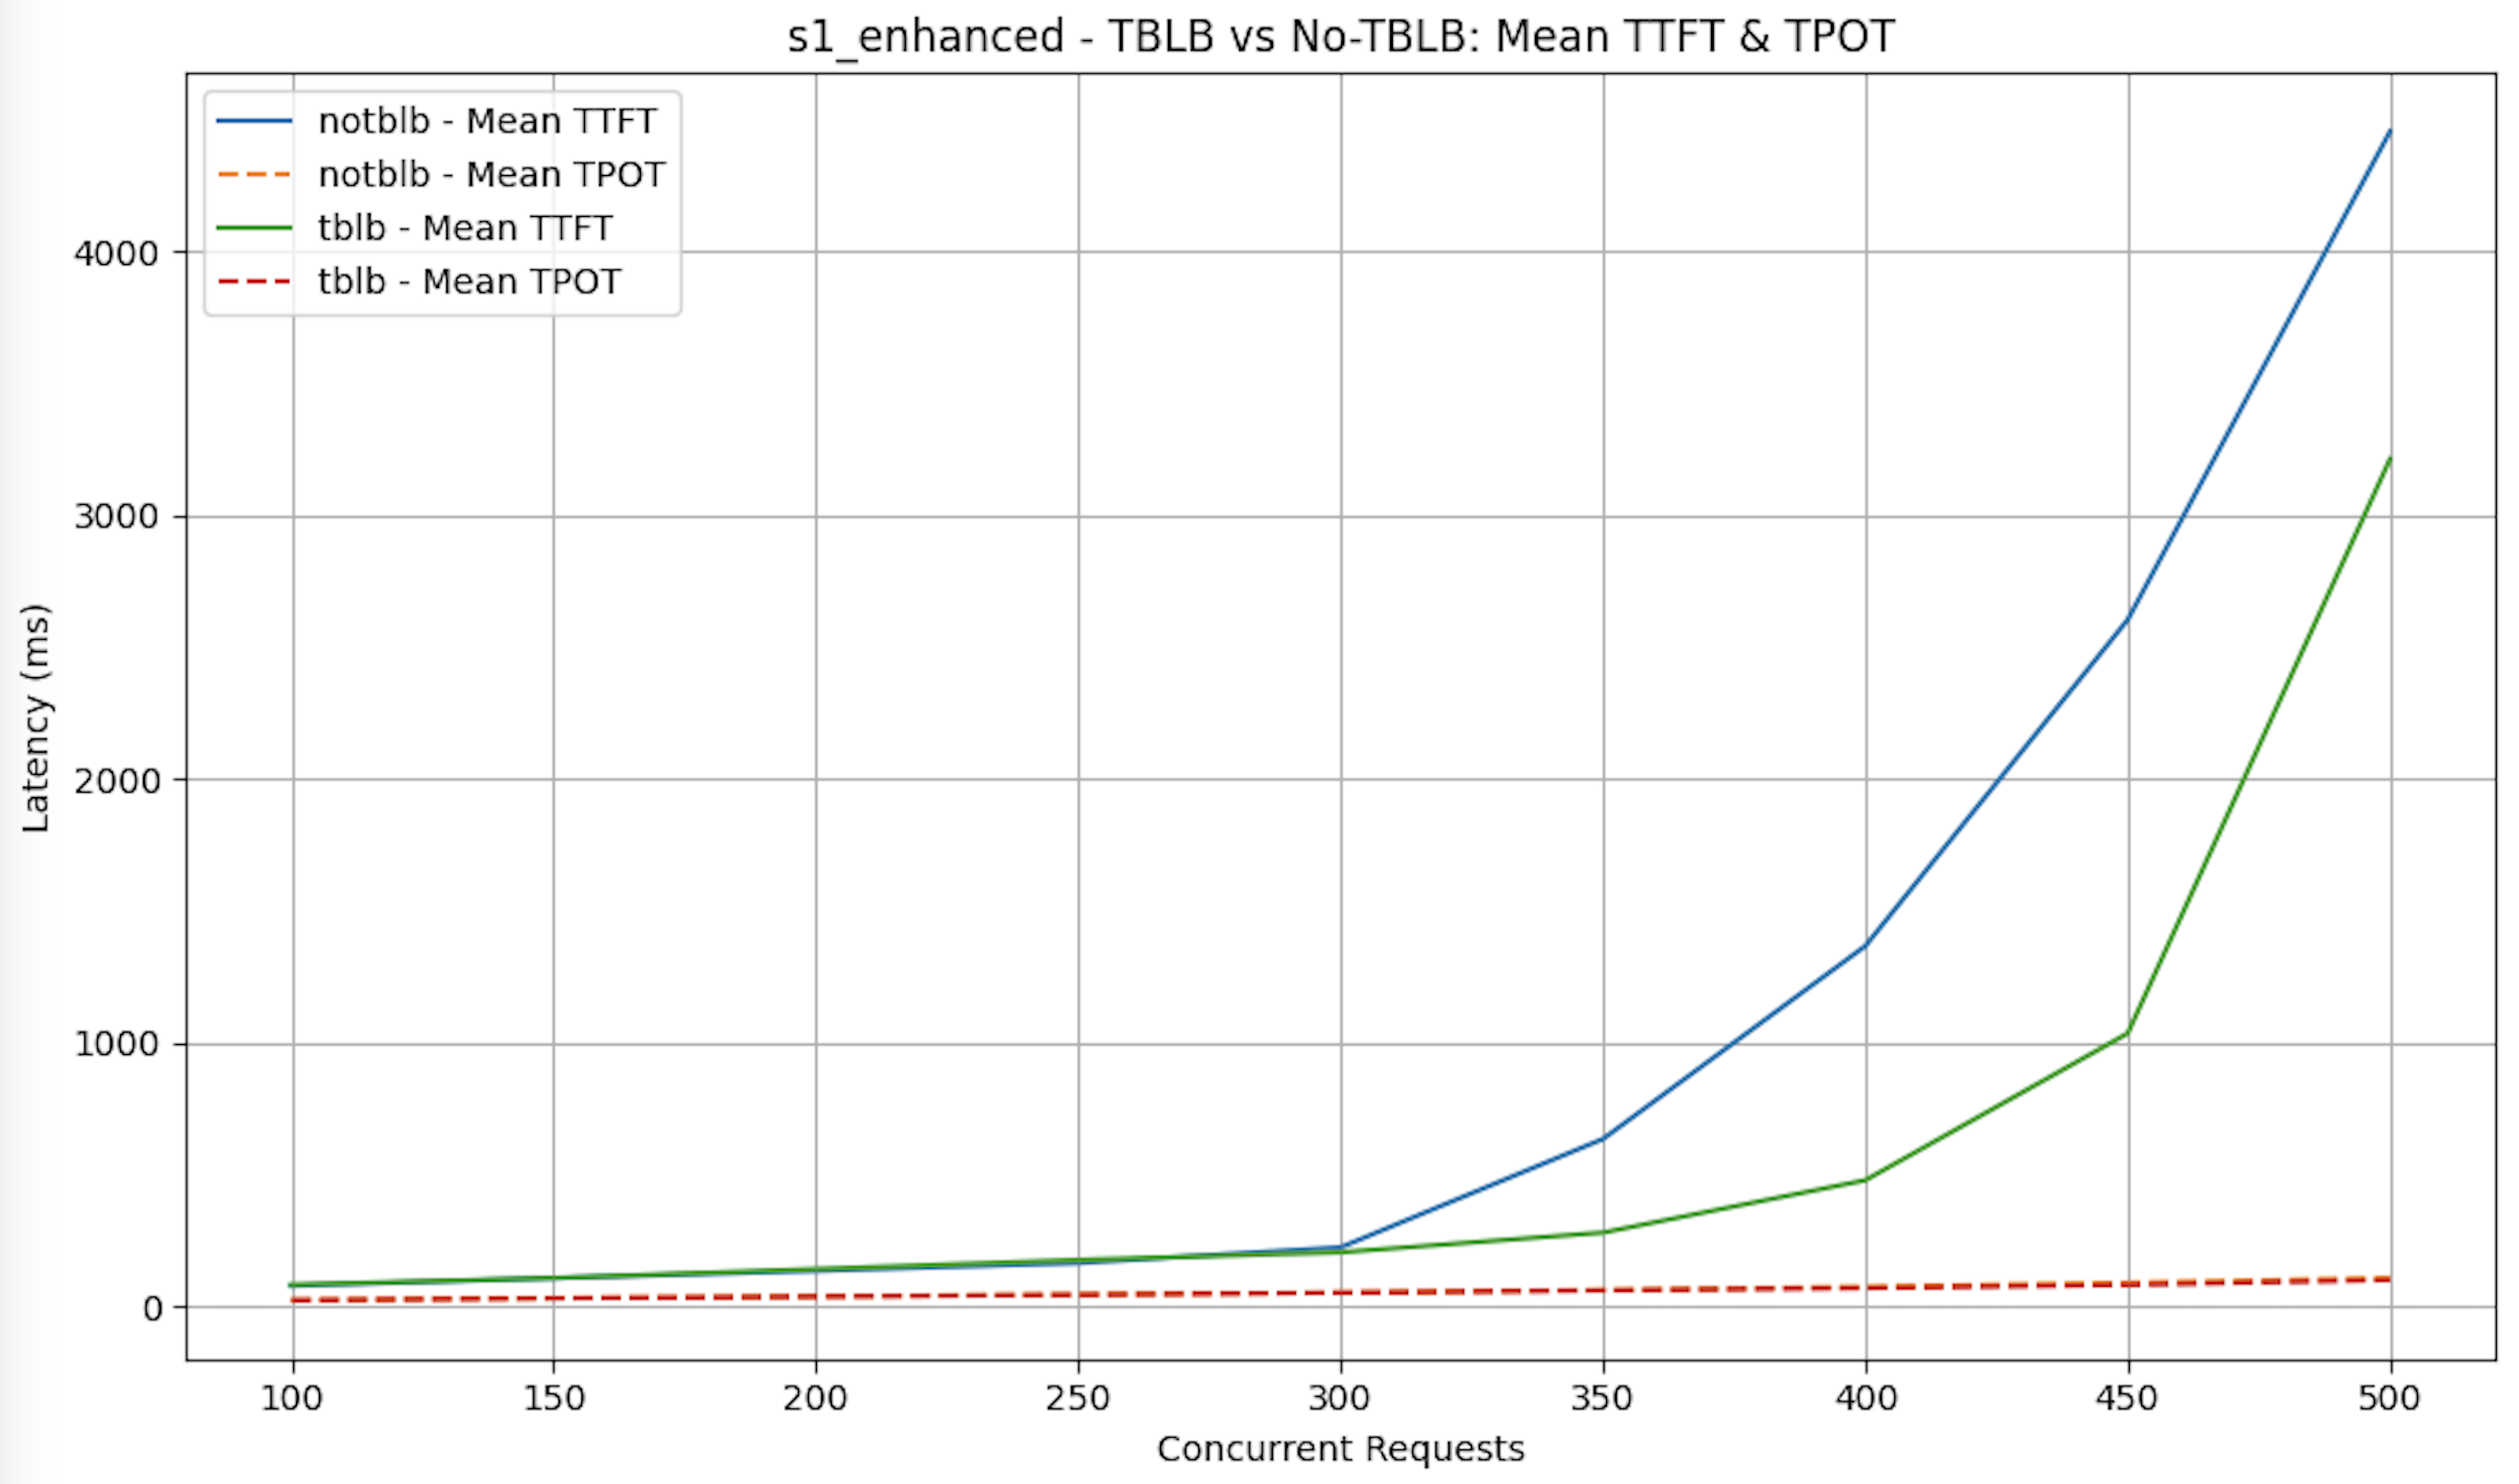 s1_enhanced - TBLB vs No-TBLB: Mean TTFT & TPOT
notblb - Mean TTFT
notblb - Mean TPOT
tblb - Mean TTFT
tblb - Mean TPOT
4000
3000
2000
1000
0
Latency (ms)
100 150 200 250 300 350 400 450 500
Concurrent Requests